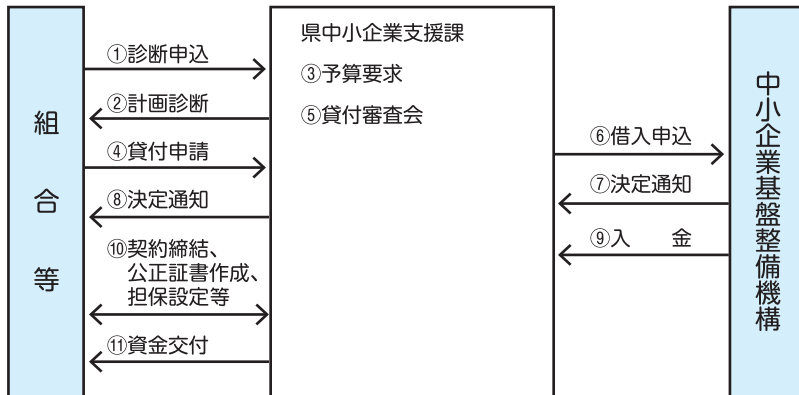 組合等
①診断申込
②計画診断
④貸付申請
⑧決定通知
⑩契約締結、
公正証書作成、
担保設定等
⑪資金交付
県中小企業支援課
③予算要求
⑤貸付審査会
⑥借入申込
⑦決定通知
⑨入　　金
中小企業基盤整備機構